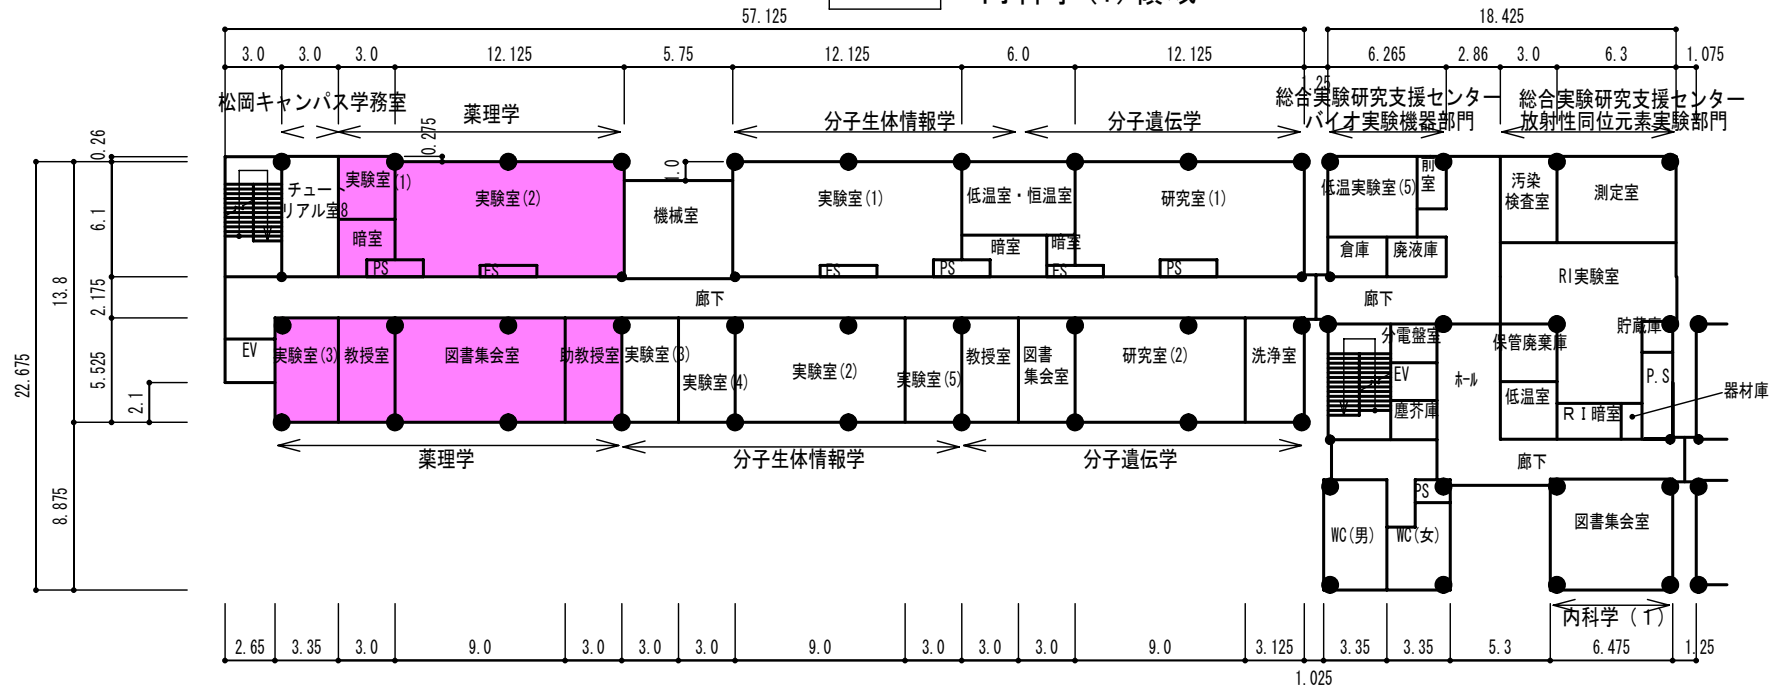 57.125
18.425
3.0
3.0
3.0
12.125
5.75
12.125
6.0
12.125
1.25
6.265
2.86
3.0
6.3
1.075
松岡キャンパス学務室
薬理学
分子生体情報学
分子遺伝学
総合実験研究支援センター
バイオ実験機器部門
総合実験研究支援センター
放射性同位元素実験部門
0.26
0.275
1.0
22.675
13.8
6.1
2.175
5.525
2.1
8.875
チュート
リアル室8
実験室(1)
実験室(2)
暗室
PS
ES
機械室
実験室(1)
ES
低温室・恒温室
暗室
PS
暗室
ES
研究室(1)
PS
低温実験室(5)
前
室
倉庫
廃液庫
汚染
検査室
測定室
RI実験室
廊下
廊下
EV
実験室(3)
教授室
図書集会室
助教授室
実験室(3)
実験室(4)
実験室(2)
実験室(5)
教授室
図書
集会室
研究室(2)
洗浄室
分電盤室
EV
塵芥庫
ホール
保管廃棄庫
低温室
貯蔵庫
P.S
RI暗室
器材庫
薬理学
分子生体情報学
分子遺伝学
廊下
WC(男)
PS
WC(女)
図書集会室
内科学(1)
2.65
3.35
3.0
9.0
3.0
3.0
3.0
9.0
3.0
3.0
3.0
9.0
3.125
1.025
3.35
3.35
5.3
6.475
1.25